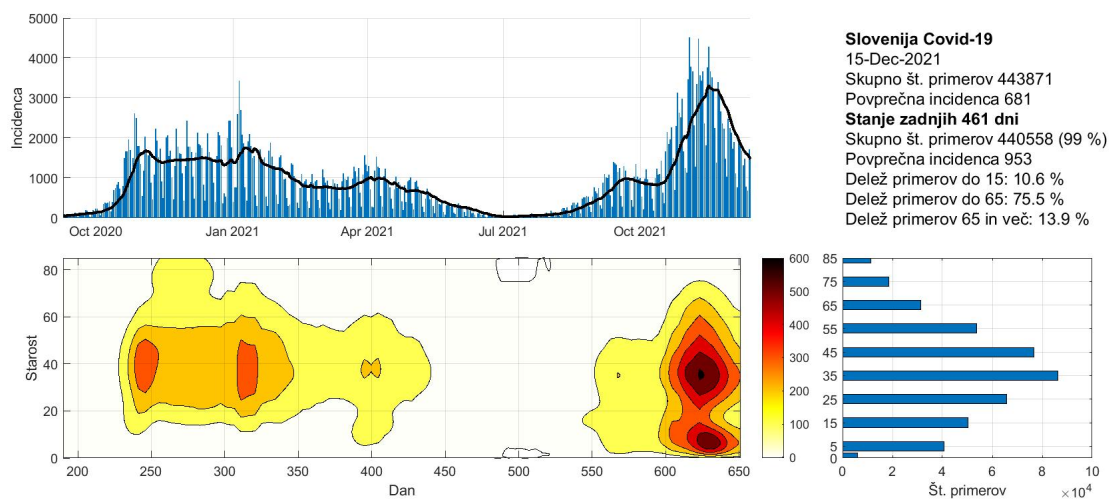 5000
4000
3000
2000
1000
0
Incidenca
Oct 2020
Jan 2021
Apr 2021
Jul 2021
Oct 2021
Slovenija Covid-19
15-Dec-2021
Skupno št. primerov 443871
Povprečna incidenca 681
Stanje zadnjih 461 dni
Skupno št. primerov 440558 (99 %)
Povprečna incidenca 953
Delež primerov do 15: 10.6 %
Delež primerov do 65: 75.5 %
Delež primerov 65 in več: 13.9 %
80
60
40
20
0
Starost
200
250
300
350
400
450
500
550
600
650
Dan
600
500
400
300
200
100
0
85
75
65
55
45
35
25
15
5
0
0
2
4
6
8
10
Št. primerov
×10⁴